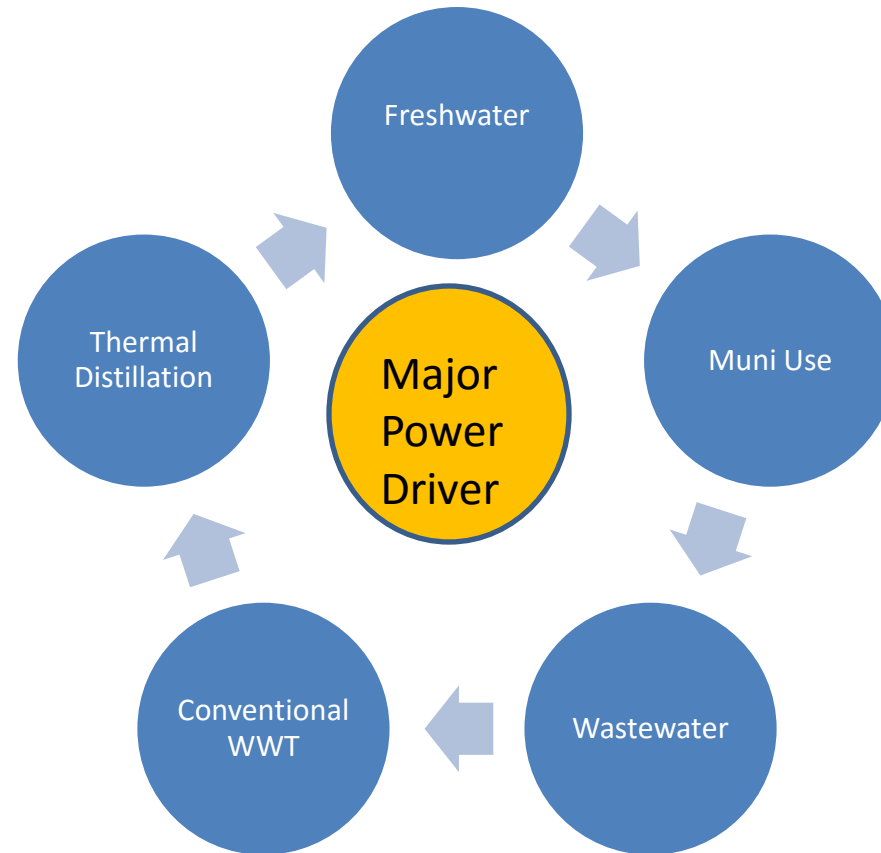 Freshwater
Muni Use
Wastewater
Conventional
WWT
Thermal
Distillation
Major
Power
Driver